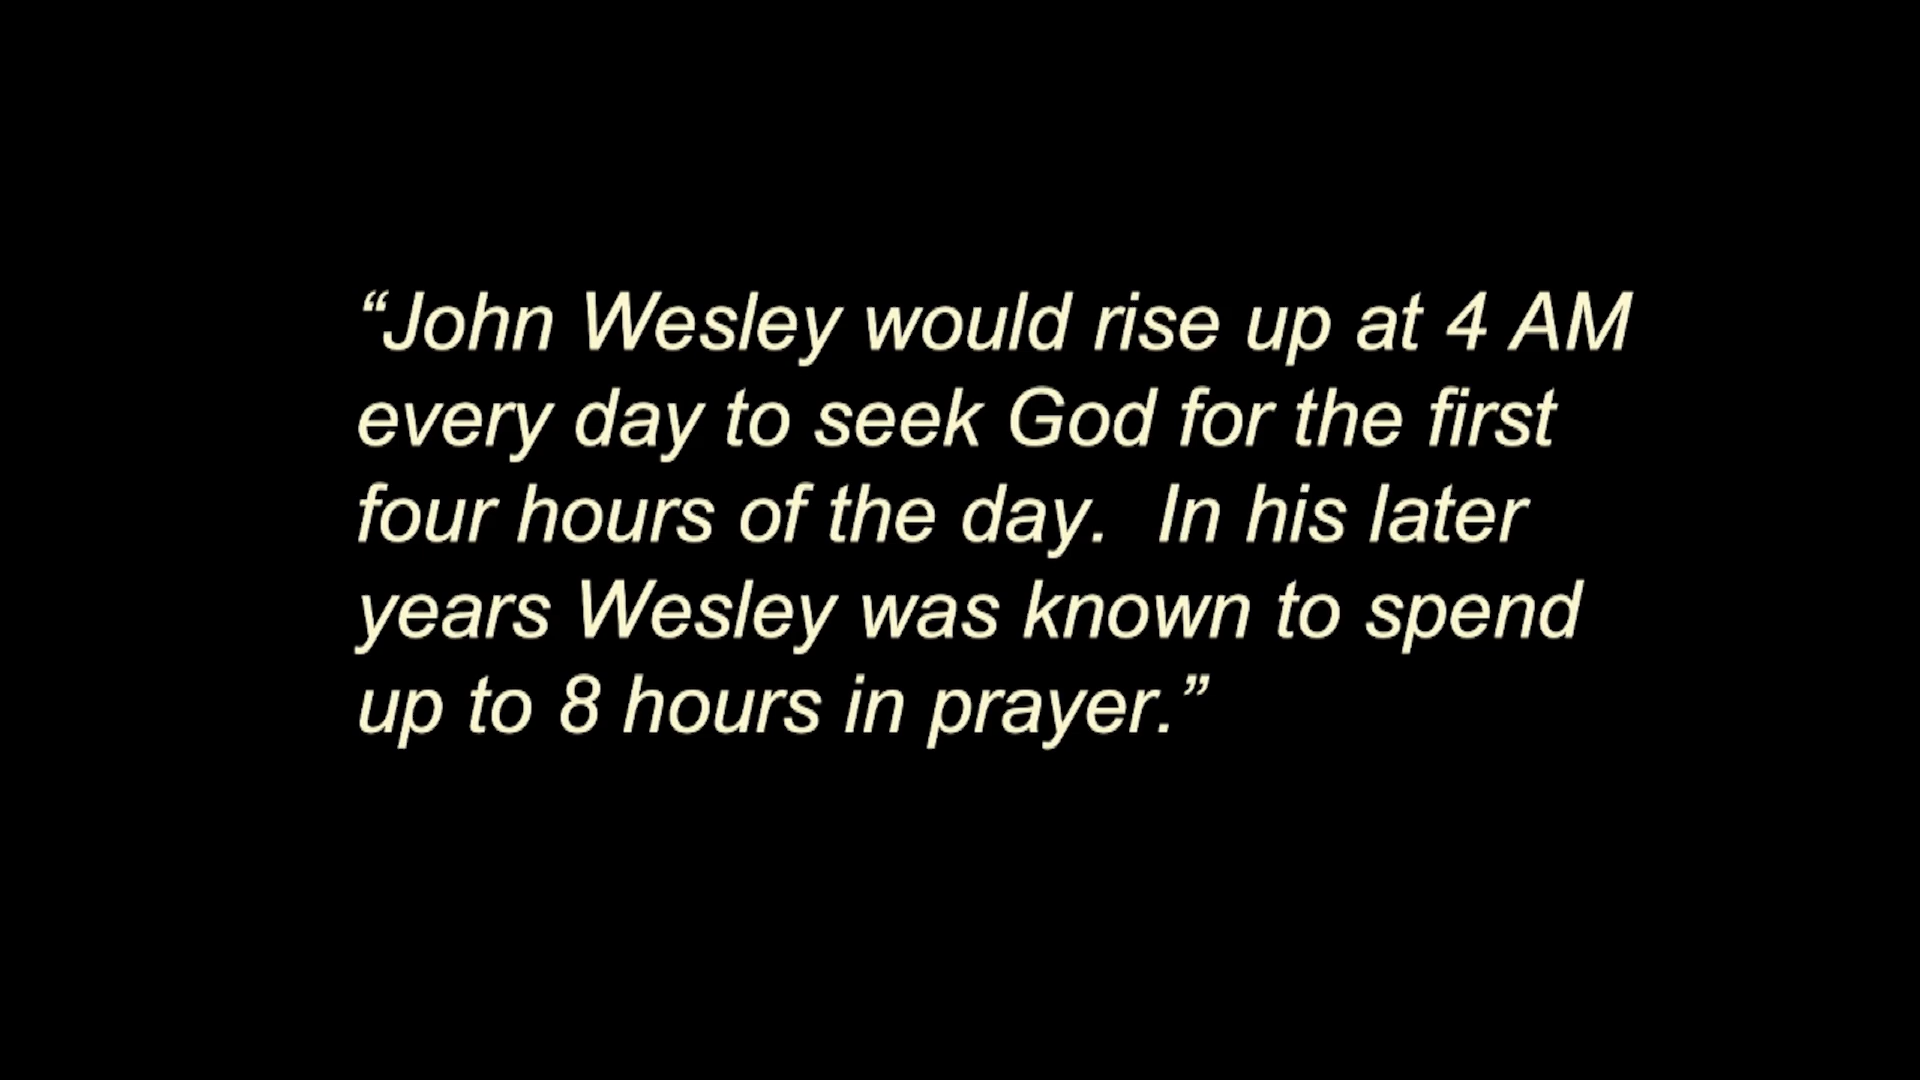 “John Wesley would rise up at 4 AM
every day to seek God for the first
four hours of the day.  In his later
years Wesley was known to spend
up to 8 hours in prayer.”